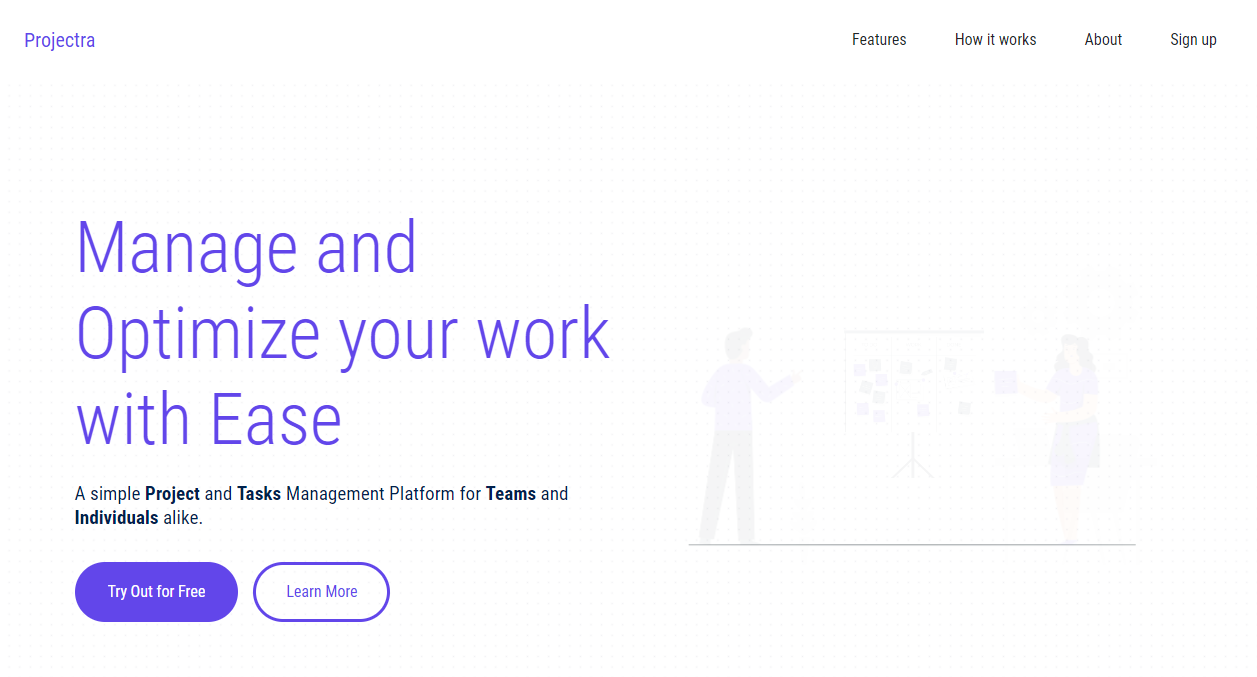 Projectra
Features
How it works
About
Sign up
Manage and
Optimize your work
with Ease
A simple Project and Tasks Management Platform for Teams and
Individuals alike.
Try Out for Free
Learn More